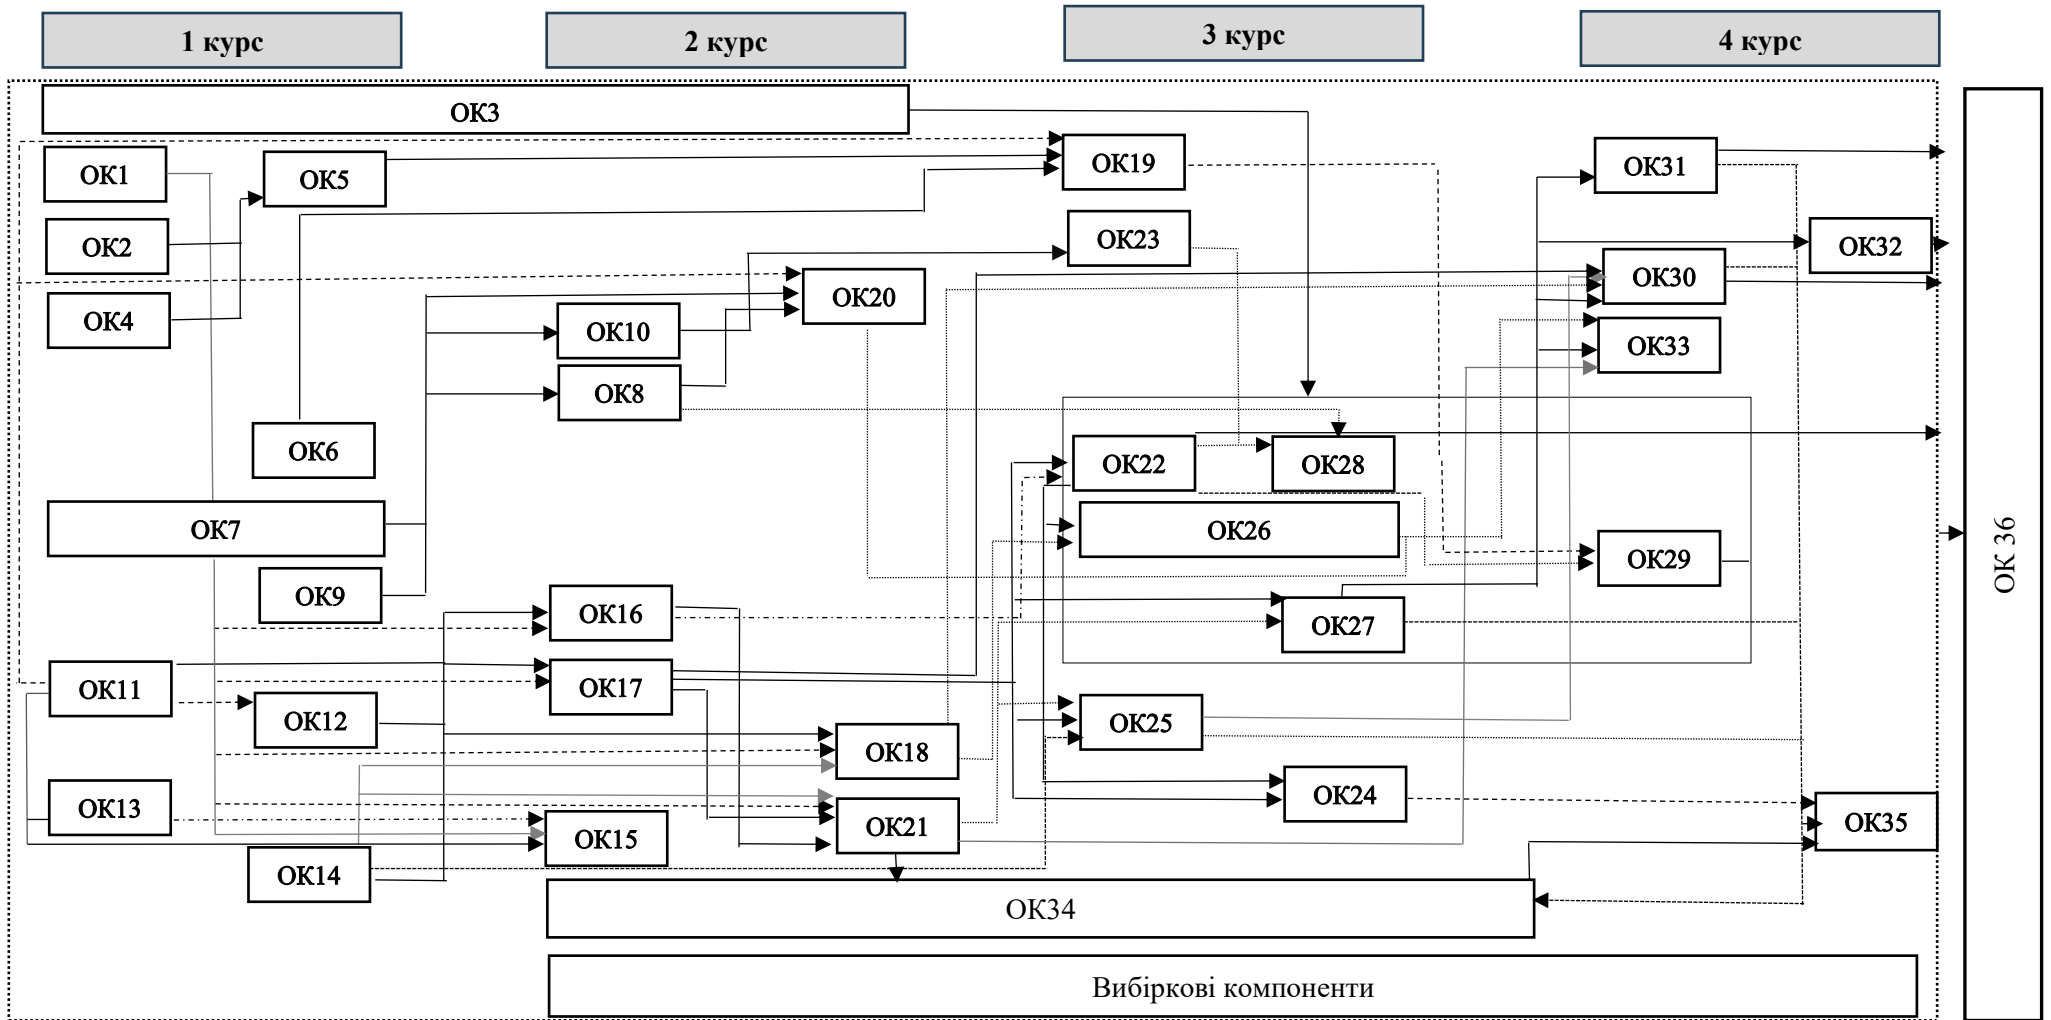 1 курс
2 курс
3 курс
4 курс
ОК3
ОК1
ОК5
ОК19
ОК31
ОК2
ОК23
ОК32
ОК4
ОК20
ОК30
ОК10
ОК33
ОК8
ОК6
ОК22
ОК28
ОК7
ОК26
ОК 36
ОК29
ОК9
ОК16
ОК27
ОК11
ОК17
ОК12
ОК25
ОК18
ОК13
ОК24
ОК21
ОК15
ОК35
ОК14
ОК34
Вибіркові компоненти